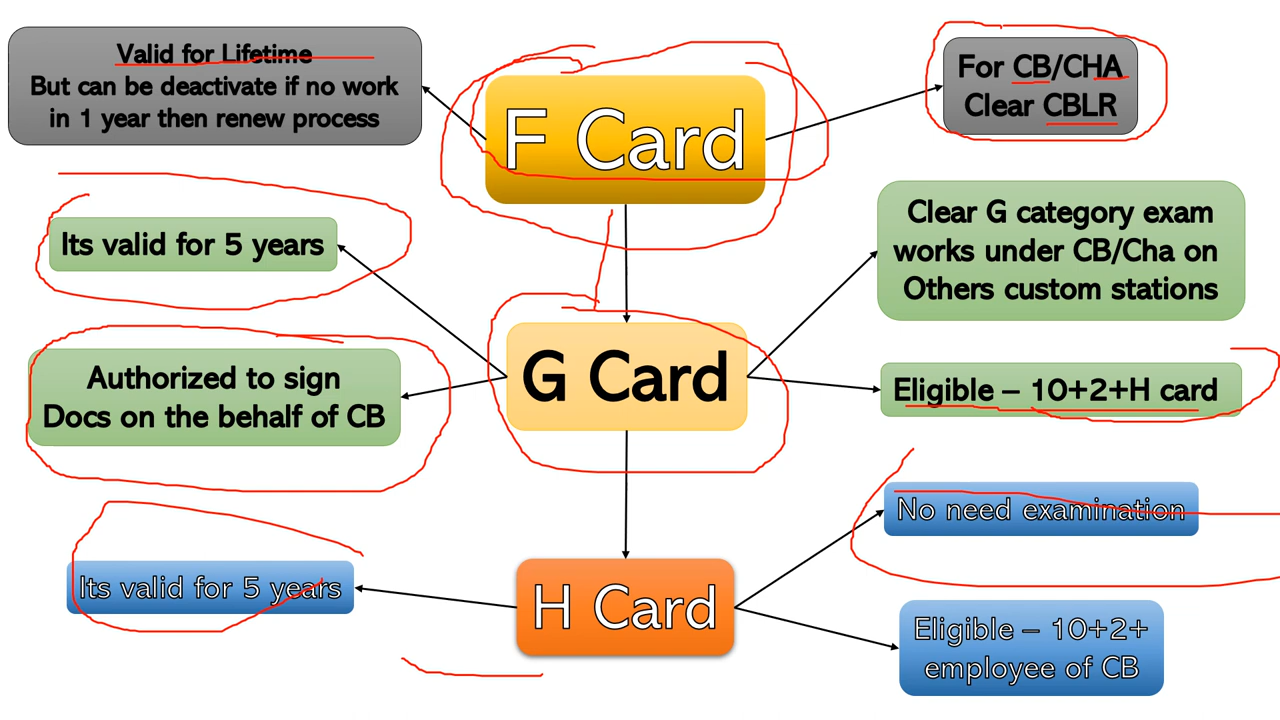 Valid for Lifetime
But can be deactivate if no work
in 1 year then renew process
F Card
For CB/CHA
Clear CBLR
Its valid for 5 years
Clear G category exam
works under CB/Cha on
Others custom stations
Authorized to sign
Docs on the behalf of CB
G Card
Eligible – 10+2+H card
Its valid for 5 years
H Card
No need examination
Eligible – 10+2+
employee of CB